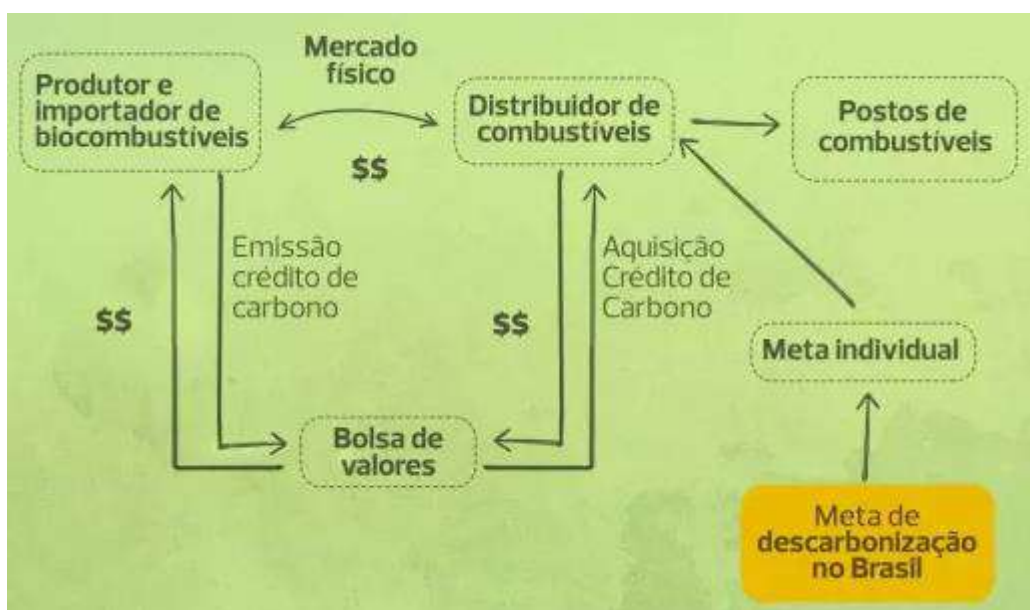 Mercado
físico
Produtor e
importador de
biocombustíveis
Distribuidor de
combustíveis
Postos de
combustíveis
$$
Emissão
crédito de
carbono
Aquisição
Crédito de
Carbono
$$
$$
Meta individual
Bolsa de
valores
Meta de
descarbonização
no Brasil